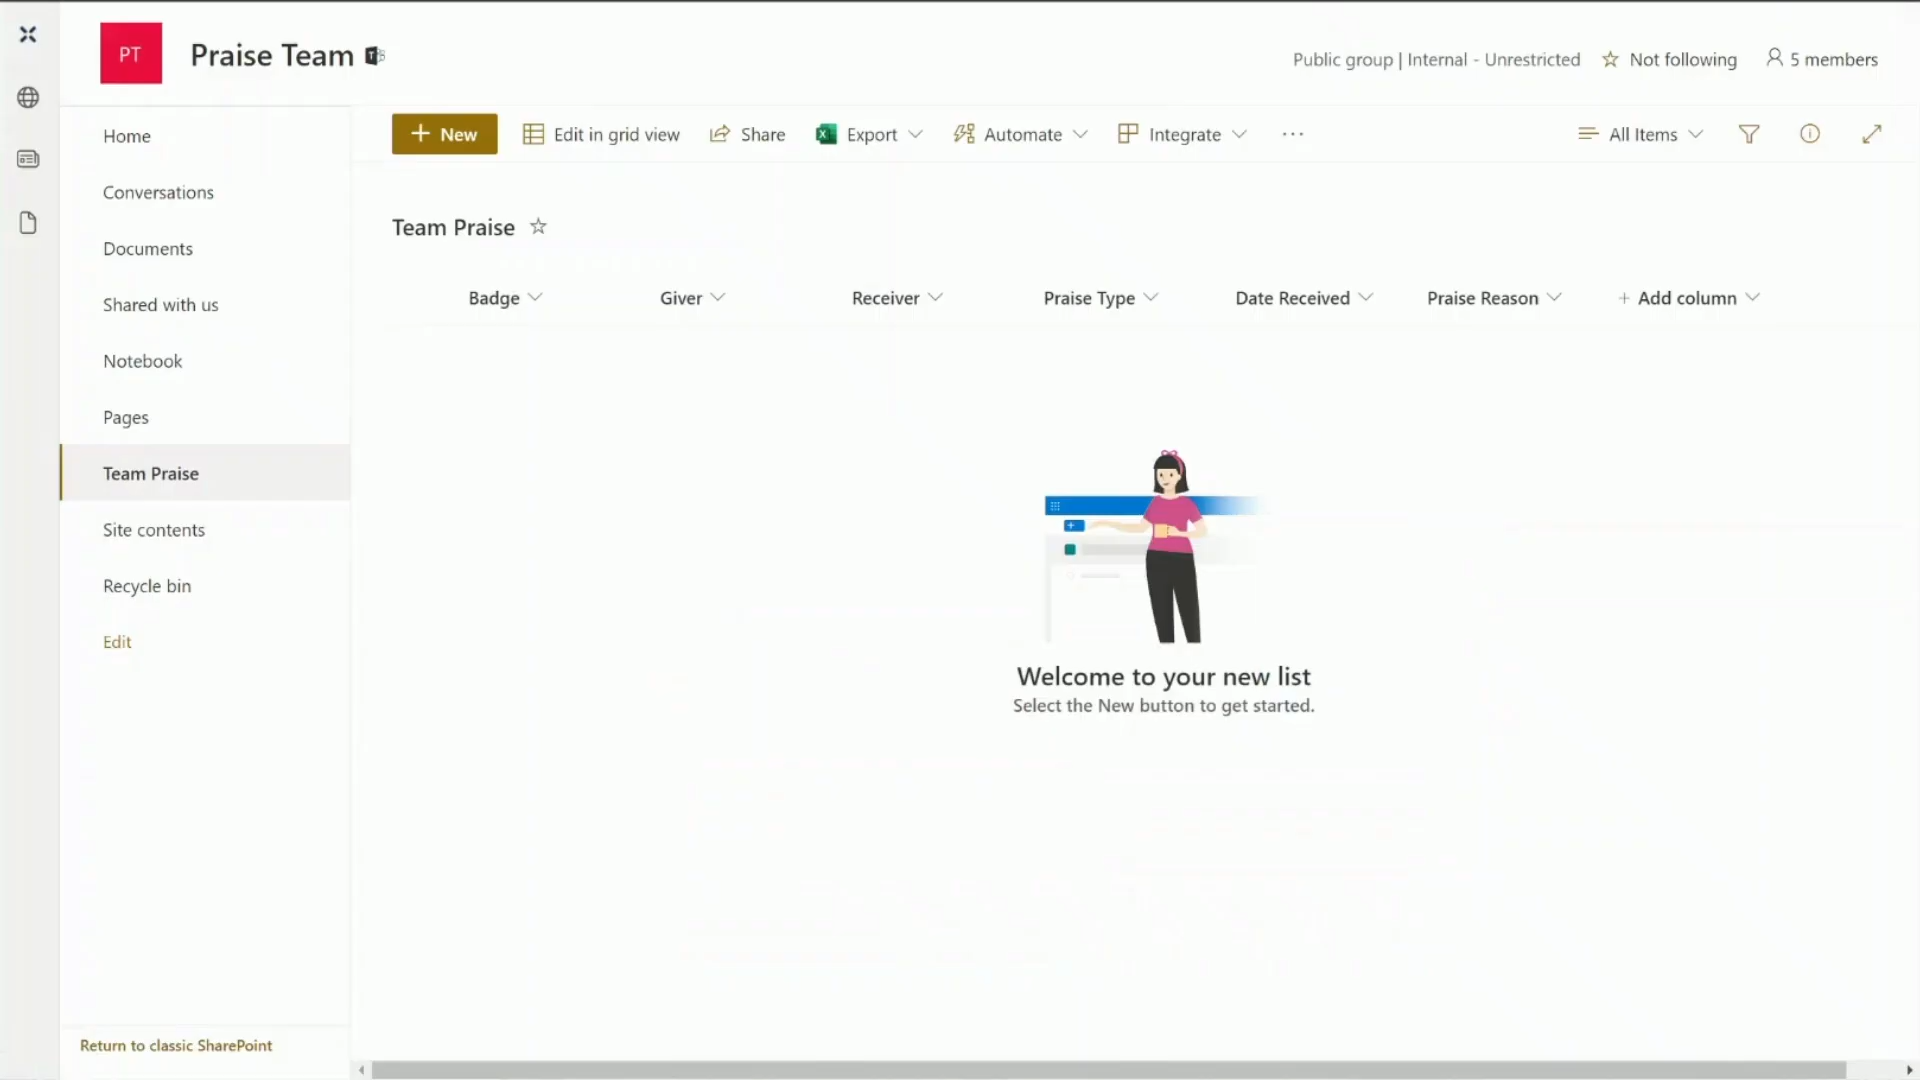 PT
Praise Team
Public group | Internal - Unrestricted
Not following
5 members
Home
Conversations
Documents
Shared with us
Notebook
Pages
Team Praise
Site contents
Recycle bin
Edit
Return to classic SharePoint
+ New
Edit in grid view
Share
Export
Automate
Integrate
...
All Items
Team Praise
Badge
Giver
Receiver
Praise Type
Date Received
Praise Reason
+ Add column
Welcome to your new list
Select the New button to get started.